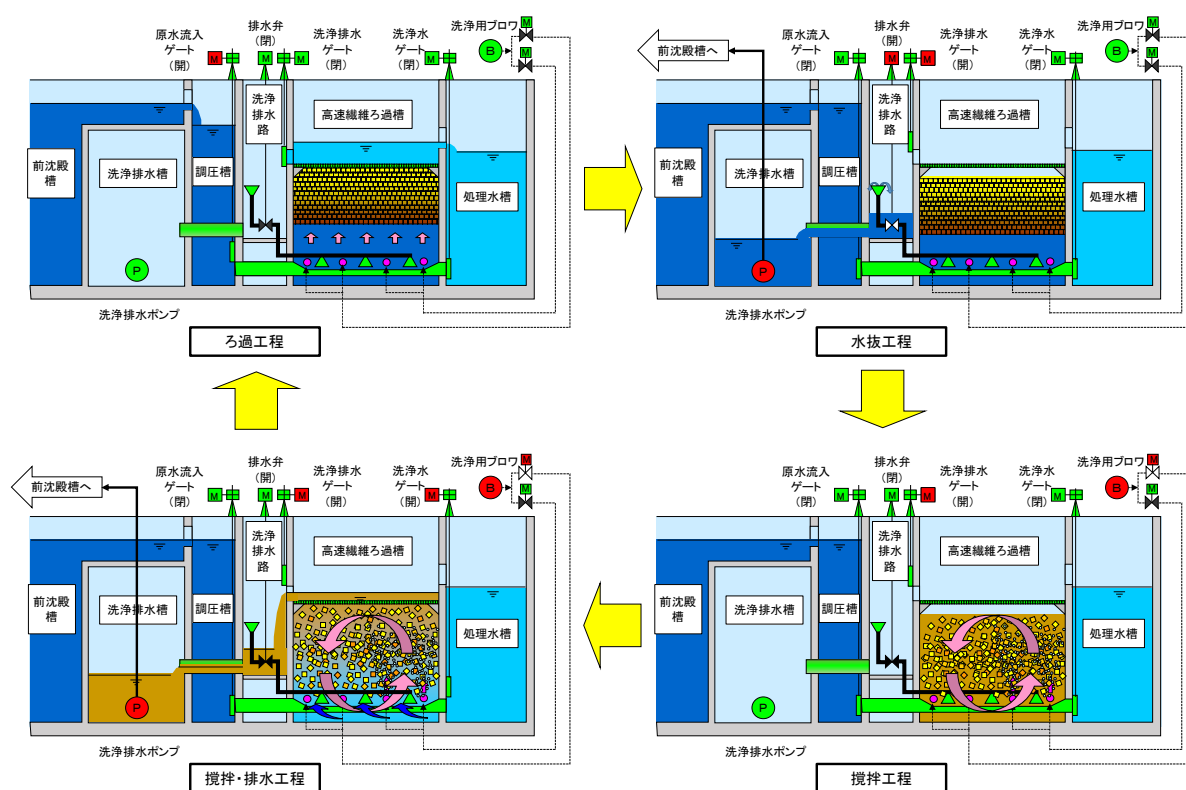 原水流入
ゲート
(開)
排水弁
(閉)
洗浄排水
ゲート
(閉)
洗浄水
ゲート
(閉)
洗浄用ブロワ
M
M
M
M
M
M
B
洗浄
排水
路
高速繊維ろ過槽
前沈殿
槽
洗浄排水槽
調圧槽
処理水槽
P
洗浄排水ポンプ
ろ過工程
前沈殿槽へ
原水流入
ゲート
(閉)
排水弁
(開)
洗浄排水
ゲート
(開)
洗浄水
ゲート
(閉)
洗浄用ブロワ
M
M
M
M
M
M
B
洗浄
排水
路
高速繊維ろ過槽
前沈殿
槽
洗浄排水槽
調圧槽
処理水槽
P
洗浄排水ポンプ
水抜工程
前沈殿槽へ
原水流入
ゲート
(閉)
排水弁
(開)
洗浄排水
ゲート
(開)
洗浄水
ゲート
(開)
洗浄用ブロワ
M
M
M
M
M
M
B
洗浄
排水
路
高速繊維ろ過槽
前沈殿
槽
洗浄排水槽
調圧槽
処理水槽
P
洗浄排水ポンプ
撹拌・排水工程
原水流入
ゲート
(閉)
排水弁
(閉)
洗浄排水
ゲート
(開)
洗浄水
ゲート
(閉)
洗浄用ブロワ
M
M
M
M
M
M
B
洗浄
排水
路
高速繊維ろ過槽
前沈殿
槽
洗浄排水槽
調圧槽
処理水槽
P
洗浄排水ポンプ
撹拌工程